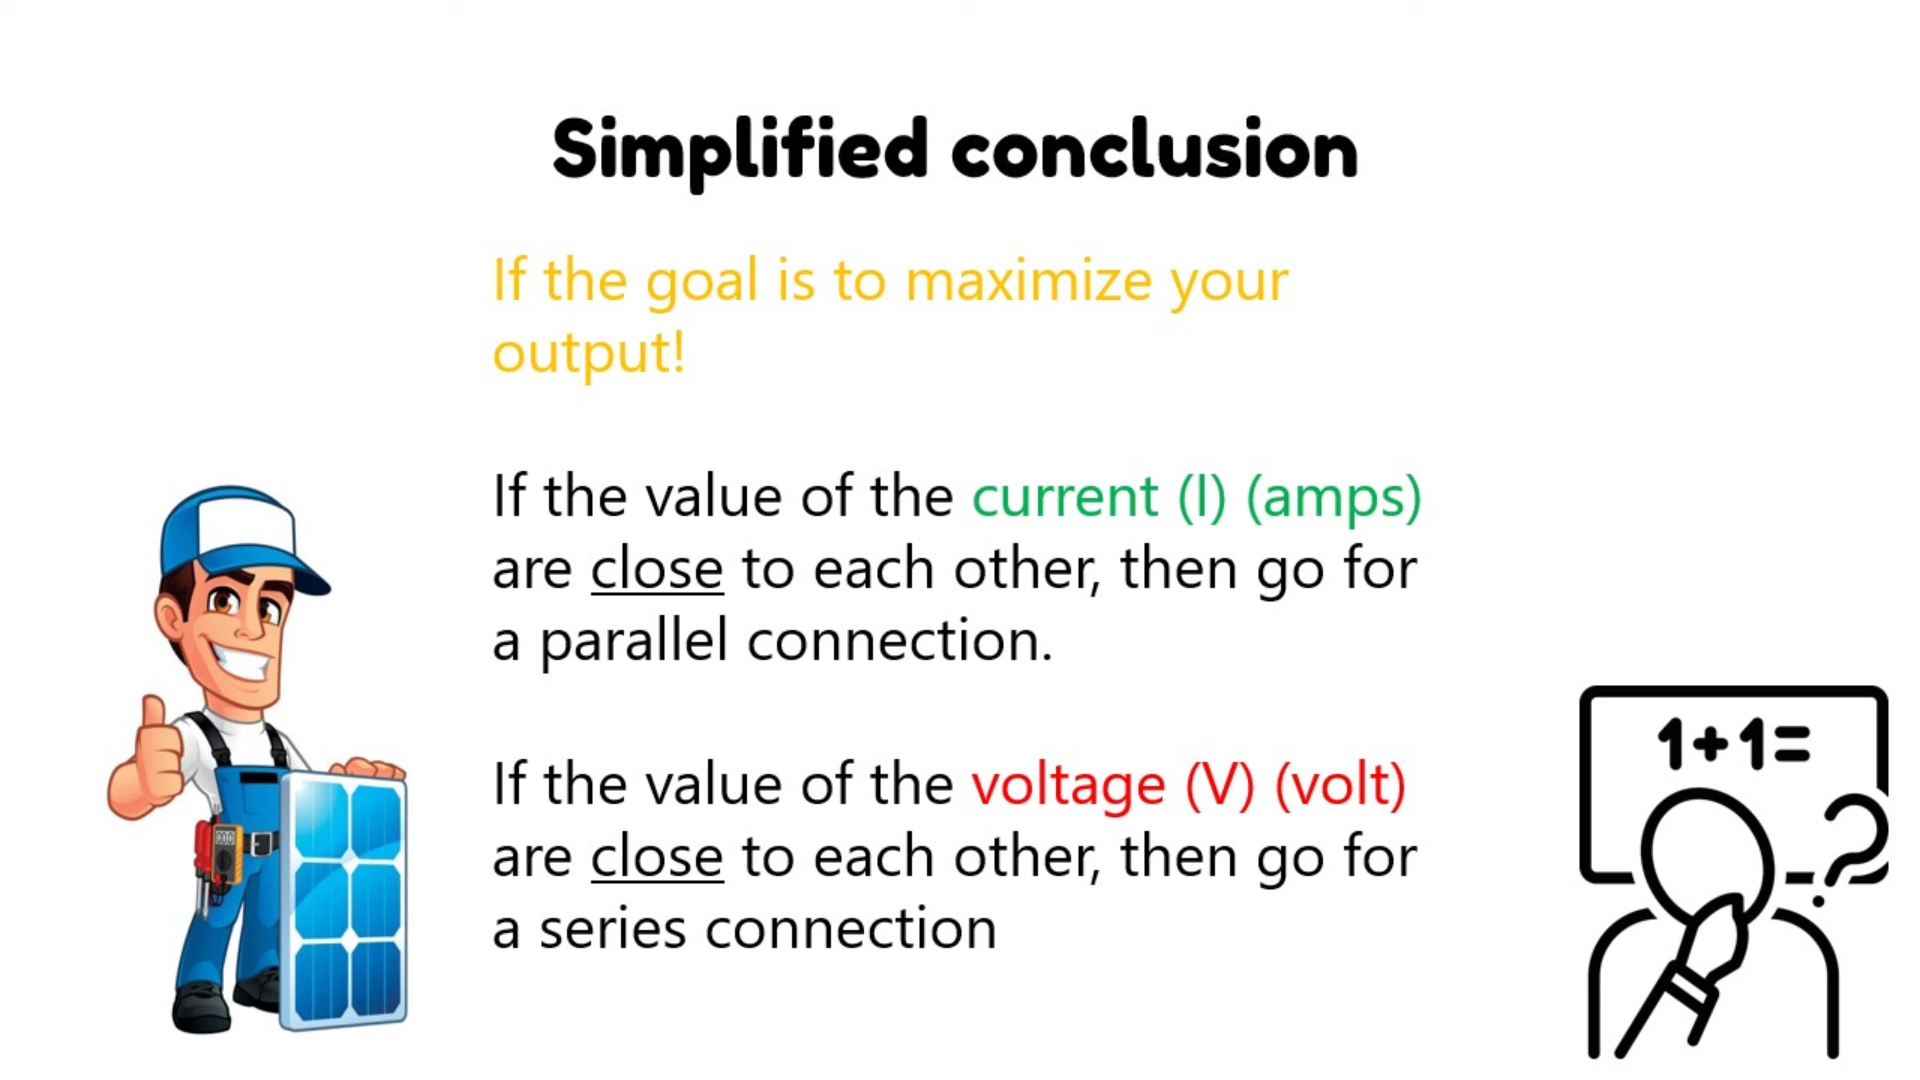 Simplified conclusion
If the goal is to maximize your
output!
If the value of the current (I) (amps)
are close to each other, then go for
a parallel connection.
If the value of the voltage (V) (volt)
are close to each other, then go for
a series connection
1+1=
?